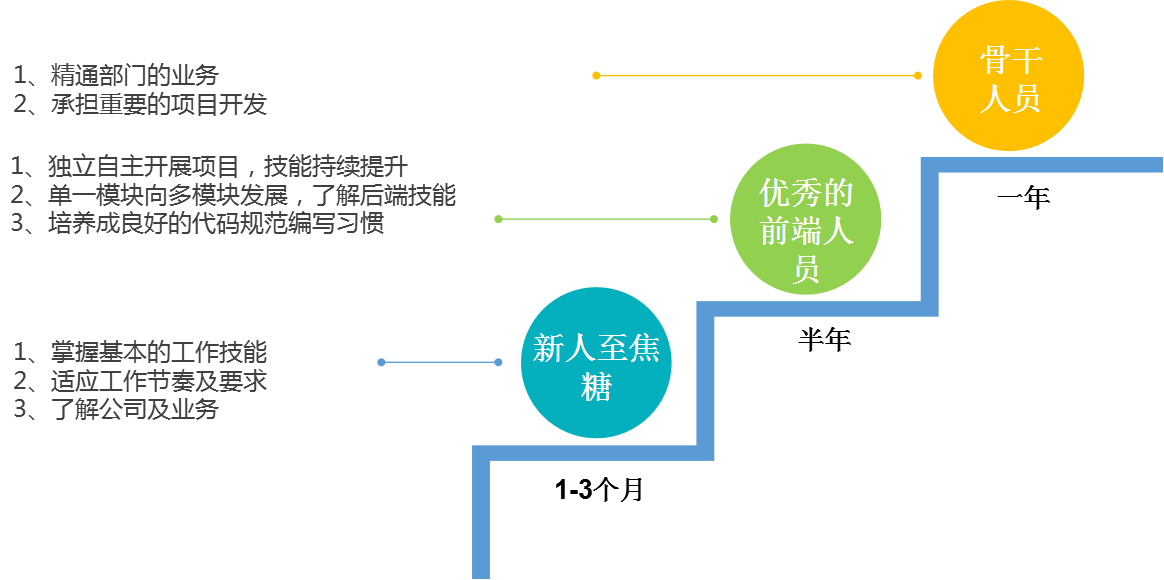 1、精通部门的业务
2、承担重要的项目开发
骨干
人员
1、独立自主开展项目，技能持续提升
2、单一模块向多模块发展，了解后端技能
3、培养成良好的代码规范编写习惯
优秀的
前端人
员
一年
1、掌握基本的工作技能
2、适应工作节奏及要求
3、了解公司及业务
新人至焦
糖
半年
1-3个月